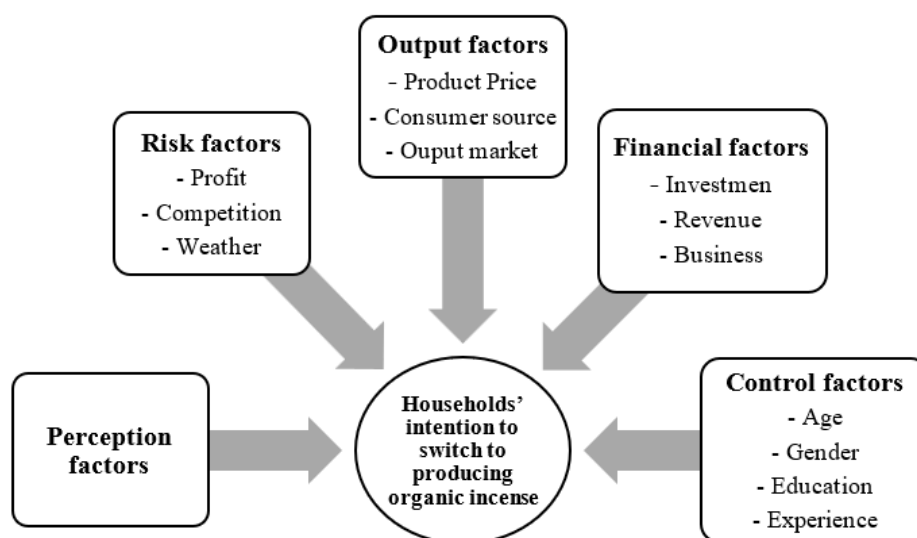 Output factors
- Product Price
- Consumer source
- Ouput market
Risk factors
- Profit
- Competition
- Weather
Financial factors
- Investmen
- Revenue
- Business
Perception
factors
Households’
intention to
switch to
producing
organic incense
Control factors
- Age
- Gender
- Education
- Experience